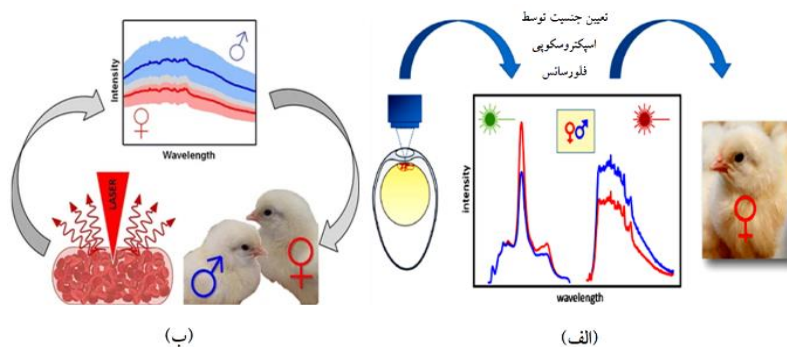 تعیین جنسیت توسط
اسپکتروسکوپی
فلورسانس
intensity
wavelength
(الف)
Intensity
Wavelength
LASER
(ب)